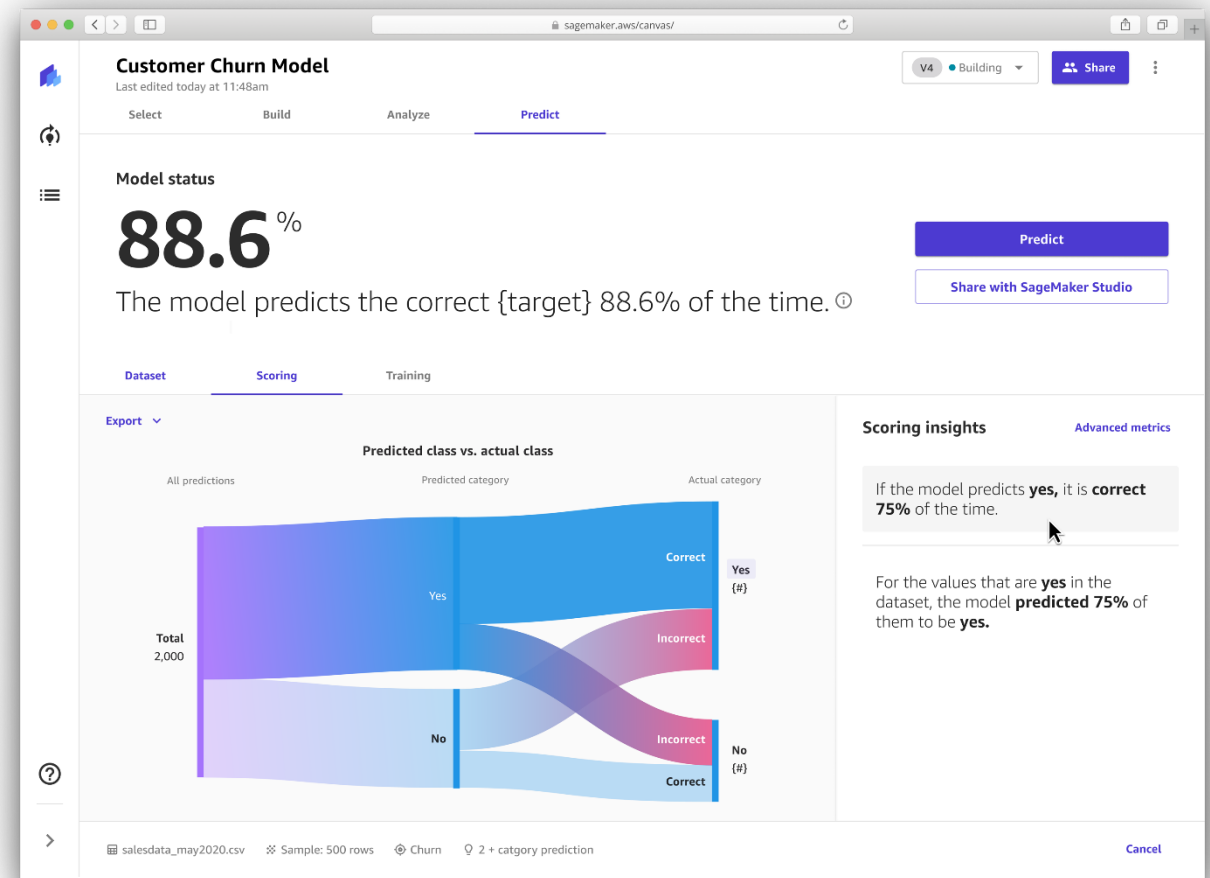 sagemaker.aws/canvas/
Customer Churn Model
Last edited today at 11:48am
V4 Building
Share
Select
Build
Analyze
Predict
Model status
88.6%
The model predicts the correct {target} 88.6% of the time.
Predict
Share with SageMaker Studio
Dataset
Scoring
Training
Export
Predicted class vs. actual class
All predictions
Predicted category
Actual category
Total
2,000
Yes
No
Correct
Incorrect
Yes
{#}
Incorrect
Correct
No
{#}
Scoring insights
Advanced metrics
If the model predicts yes, it is correct
75% of the time.
For the values that are yes in the
dataset, the model predicted 75% of
them to be yes.
salesdata_may2020.csv
Sample: 500 rows
Churn
2 + catgory prediction
Cancel